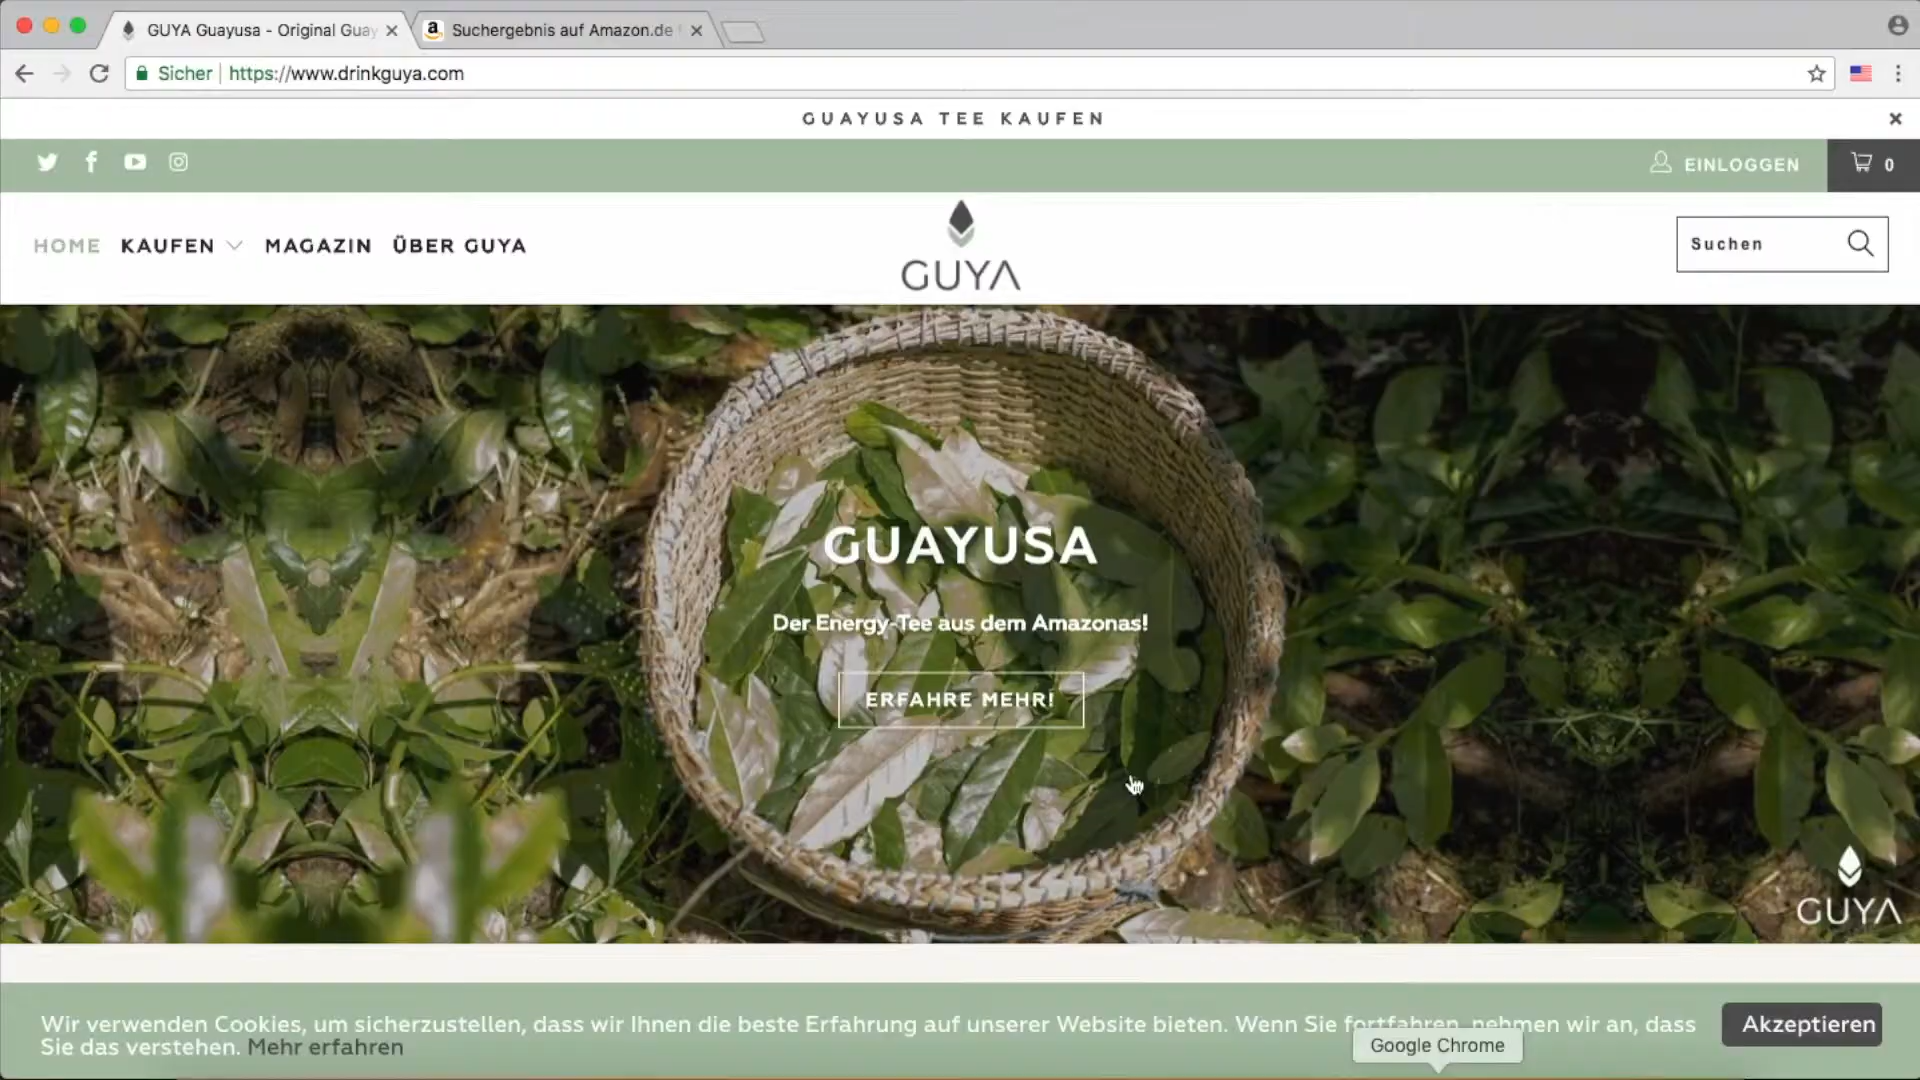 GUYA Guayusa - Original Guay
Suchergebnis auf Amazon.de
Sicher https://www.drinkguya.com
GUAYUSA TEE KAUFEN
EINLOGGEN 0
HOME KAUFEN MAGAZIN ÜBER GUYA
GUYA
Suchen
GUAYUSA
Der Energy-Tee aus dem Amazonas!
ERFAHRE MEHR!
GUYA
Wir verwenden Cookies, um sicherzustellen, dass wir Ihnen die beste Erfahrung auf unserer Website bieten. Wenn Sie fortfahren, nehmen wir an, dass
Sie das verstehen. Mehr erfahren
Akzeptieren
Google Chrome